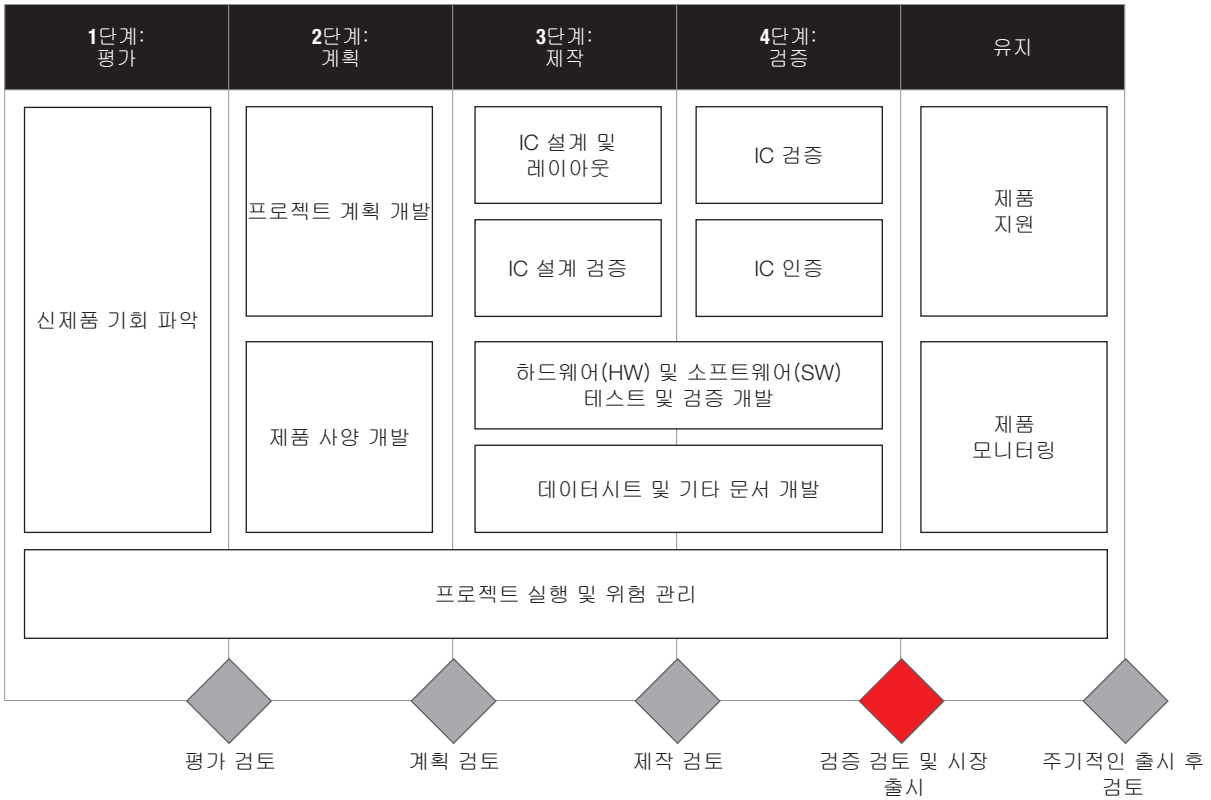 1단계:
평가
2단계:
계획
3단계:
제작
4단계:
검증
유지
신제품 기회 파악
프로젝트 계획 개발
제품 사양 개발
IC 설계 및
레이아웃
IC 설계 검증
IC 검증
IC 인증
하드웨어(HW) 및 소프트웨어(SW)
테스트 및 검증 개발
데이터시트 및 기타 문서 개발
제품
지원
제품
모니터링
프로젝트 실행 및 위험 관리
평가 검토
계획 검토
제작 검토
검증 검토 및 시장
출시
주기적인 출시 후
검토